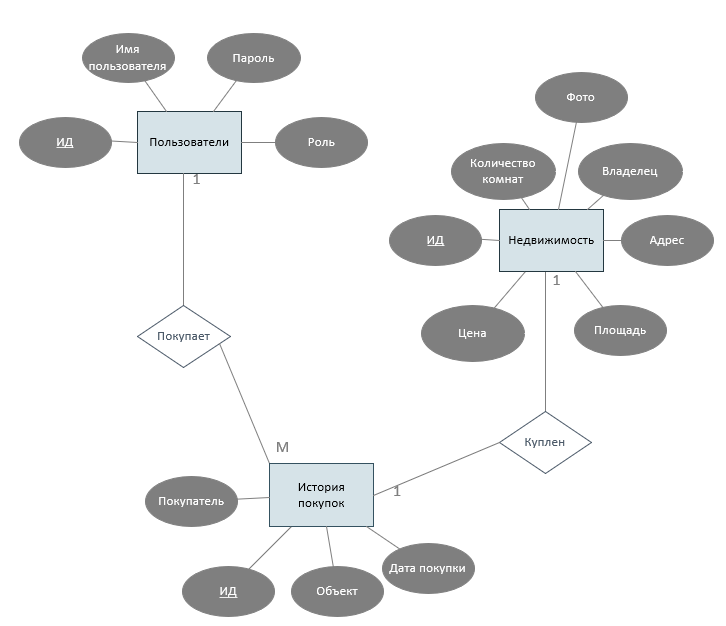 Имя
пользователя
Пароль
ИД
Пользователи
Роль
1
Фото
Количество
комнат
Владелец
ИД
Недвижимость
Адрес
1
Цена
Площадь
Покупает
Куплен
М
История
покупок
1
Покупатель
ИД
Объект
Дата покупки